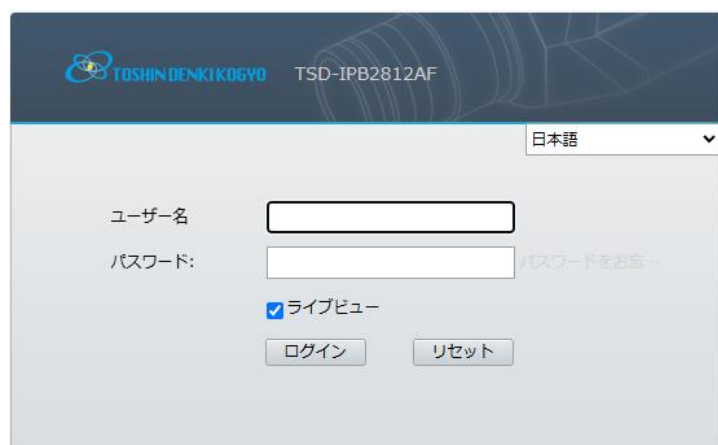 TOSHIN DENKI KOGYO TSD-IPB2812AF
日本語
ユーザー名
パスワード: パスワードをお忘…
ライブビュー
ログイン リセット